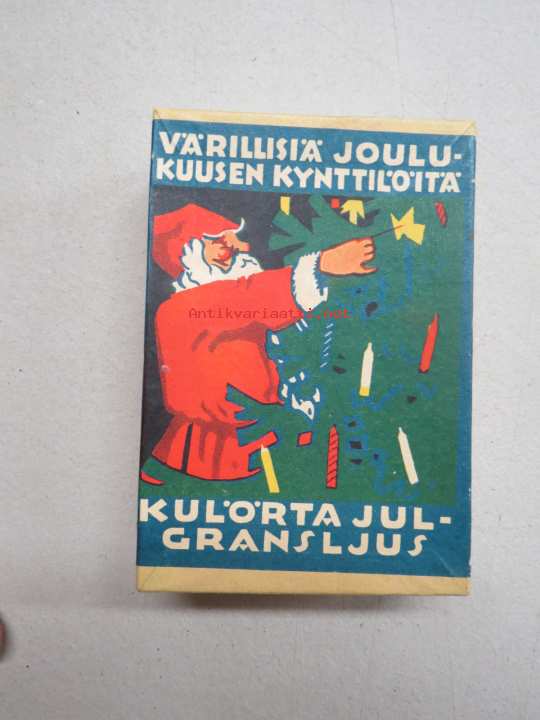 VÄRILLISIÄ JOULU-
KUUSEN KYNTTILÖITÄ
Antikvariaatti.net
KULÖRTA JUL-
GRANSLJUS